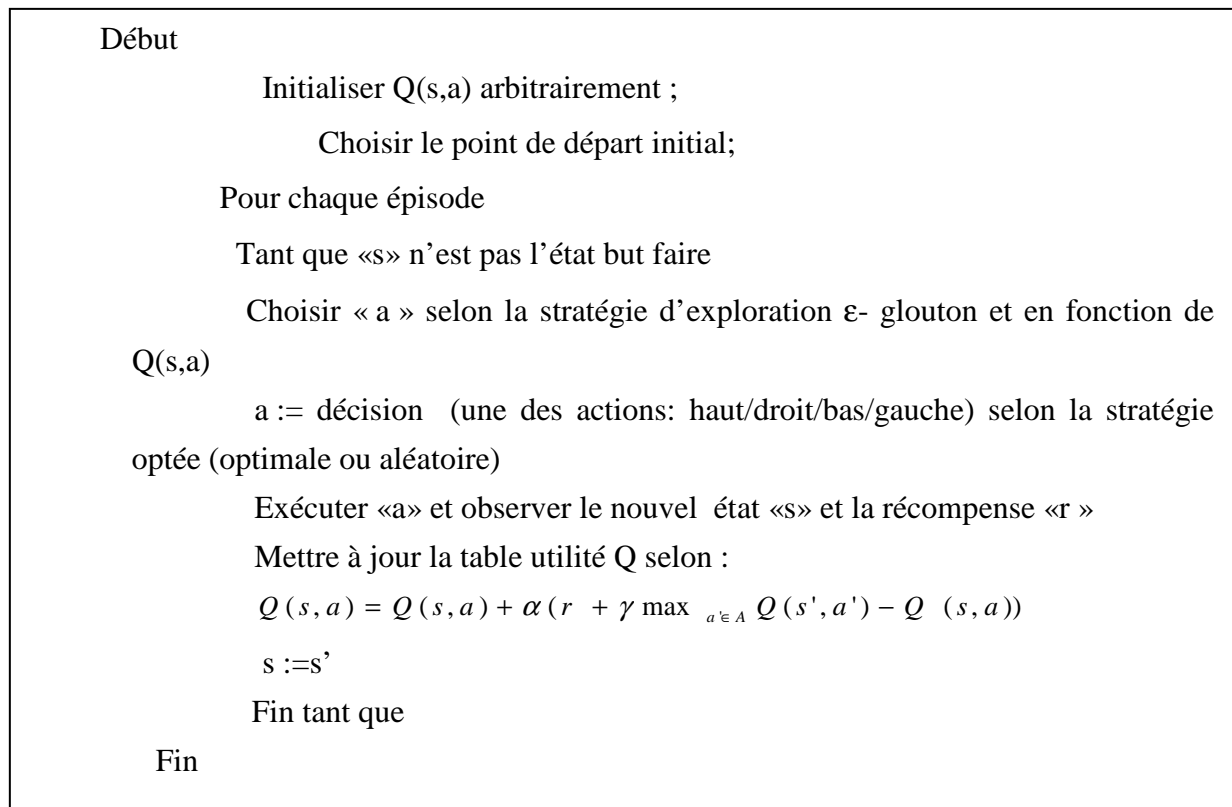 Début
Initialiser Q(s,a) arbitrairement ;
Choisir le point de départ initial;
Pour chaque épisode
Tant que «s» n’est pas l’état but faire
Choisir « a » selon la stratégie d’exploration ε- glouton et en fonction de
Q(s,a)
a := décision (une des actions: haut/droit/bas/gauche) selon la stratégie
optée (optimale ou aléatoire)
Exécuter «a» et observer le nouvel état «s» et la récompense «r »
Mettre à jour la table utilité Q selon :
Q (s, a) = Q (s, a) + α (r + γ max a'∈ A Q (s', a') − Q (s, a))
s :=s’
Fin tant que
Fin